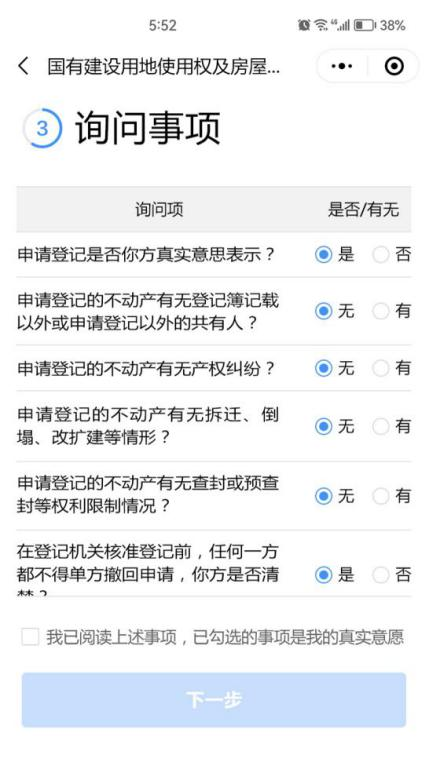 5:52
4G 38%
国有建设用地使用权及房屋...
3 询问事项
询问项 是否/有无
申请登记是否你方真实意思表示？ 是 否
申请登记的不动产有无登记簿记载
以外或申请登记以外的共有人？ 无 有
申请登记的不动产有无产权纠纷？ 无 有
申请登记的不动产有无拆迁、倒
塌、改扩建等情形？ 无 有
申请登记的不动产有无查封或预查
封等权利限制情况？ 无 有
在登记机关核准登记前，任何一方
都不得单方撤回申请，你方是否清 是 否
楚？
我已阅读上述事项，已勾选的事项是我的真实意愿
下一步